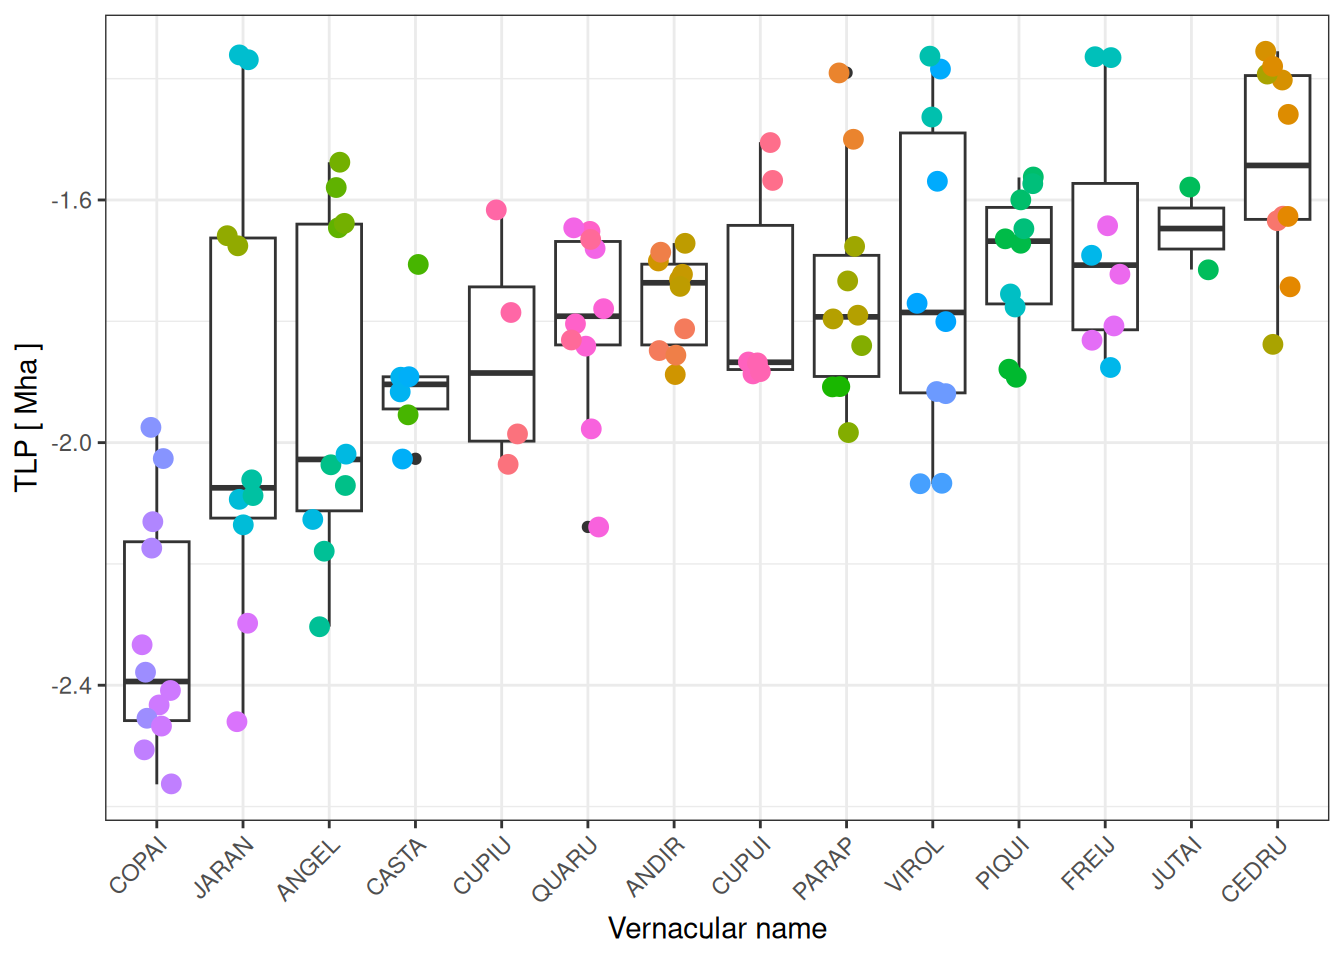 TLP [ Mha ]
-1.6
-2.0
-2.4
COPAI
JARAN
ANGEL
CASTA
CUPIU
QUARU
ANDIR
CUPUI
PARAP
VIROL
PIQUI
FREIJ
JUTAI
CEDRU
Vernacular name